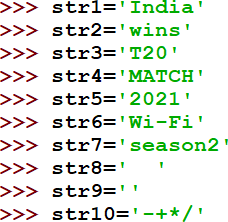 >>> str1='India'
>>> str2='wins'
>>> str3='T20'
>>> str4='MATCH'
>>> str5='2021'
>>> str6='Wi-Fi'
>>> str7='season2'
>>> str8='  '
>>> str9=''
>>> str10='-+*/'